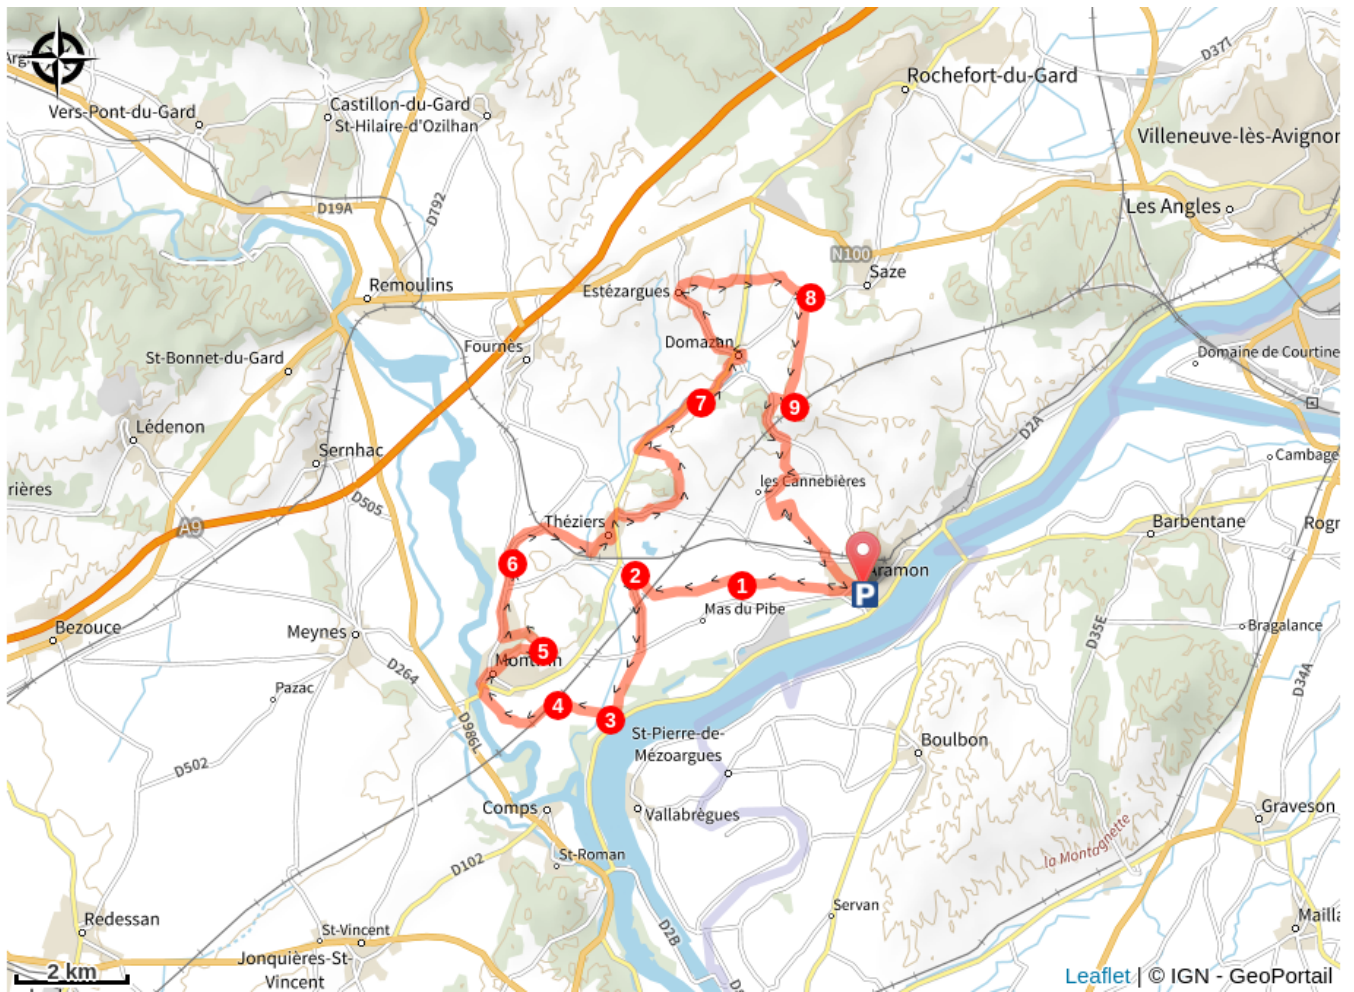 D37T
Rochefort-du-Gard
Castillon-du-Gard
Vers-Pont-du-Gard
St-Hilaire-d'Ozilhan
Villeneuve-lès-Avignon
D19A
D792
Les Angles
N100
Saze
Remoulins
Estézargues
8
Domazan
Fournès
St-Bonnet-du-Gard
Domaine de Courtine
7
9
Lédenon
D2A
Sernhac
Cambage
les Cannebières
rières
D505
A9
Théziers
Barbentane
Rogn
6
2
1
P
Aramon
Mas du Pibe
Bezouce
Meynes
D35E
Bragalance
5
D264
Pazac
D34A
4
3
D986L
St-Pierre-de-
Mézoargues
Boulbon
D502
Comps
Vallabrègues
Graveson
la Montagnette
D102
St-Roman
Servan
Redessan
St-Vincent
D2B
Mailla
Jonquières-St-
Vincent
2 km
Leaflet | © IGN - GeoPortail